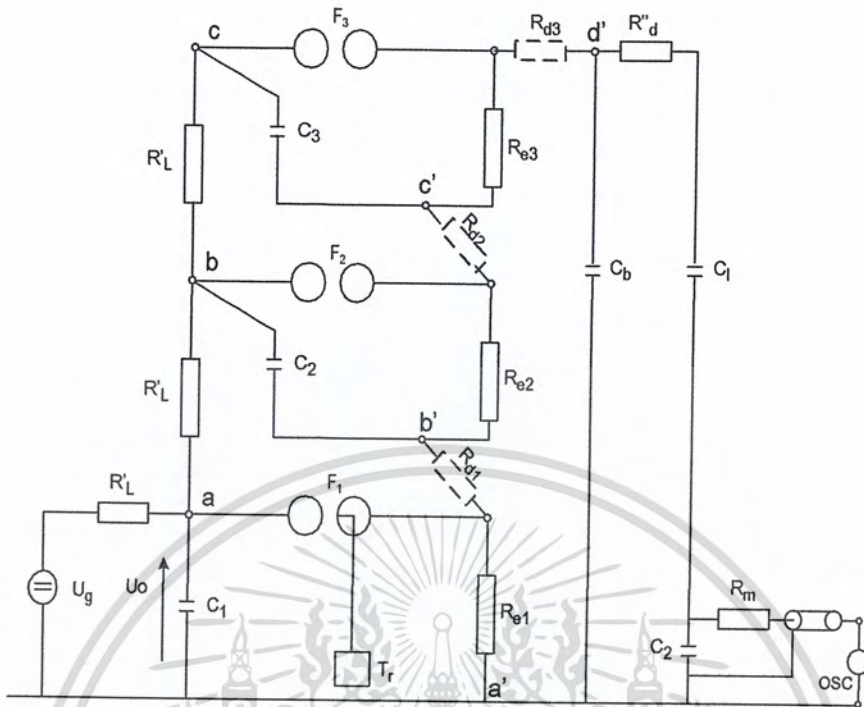 c
F3
Rd3
d'
R"d
R'L
C3
Re3
c'
Rd2
b
F2
Cb
Cl
R'L
C2
Re2
b'
Rd1
R'L
a
F1
Ug
Uo
C1
Re1
Rm
C2
Tr
a'
OSC